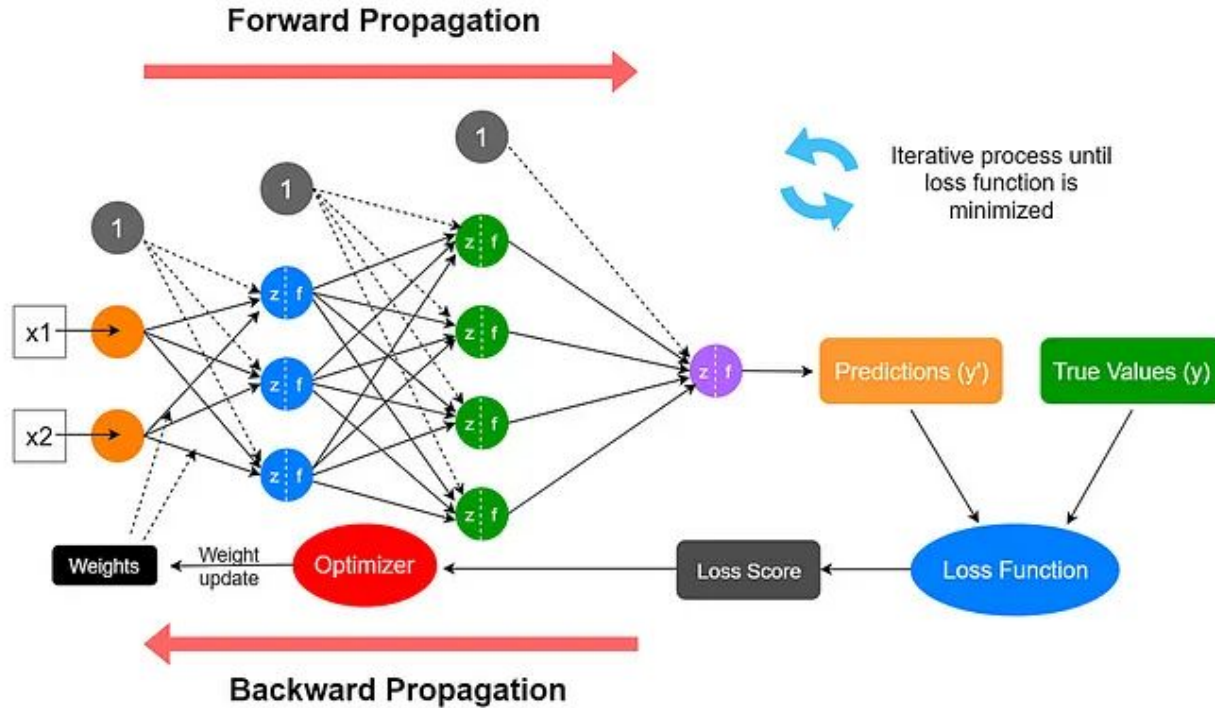 Forward Propagation
1
1
1
Iterative process until
loss function is
minimized
z f
z f
x1
z f
z f
z f
Predictions (y')
True Values (y)
x2
z f
z f
z f
Weights
Weight
update
Optimizer
Loss Score
Loss Function
Backward Propagation